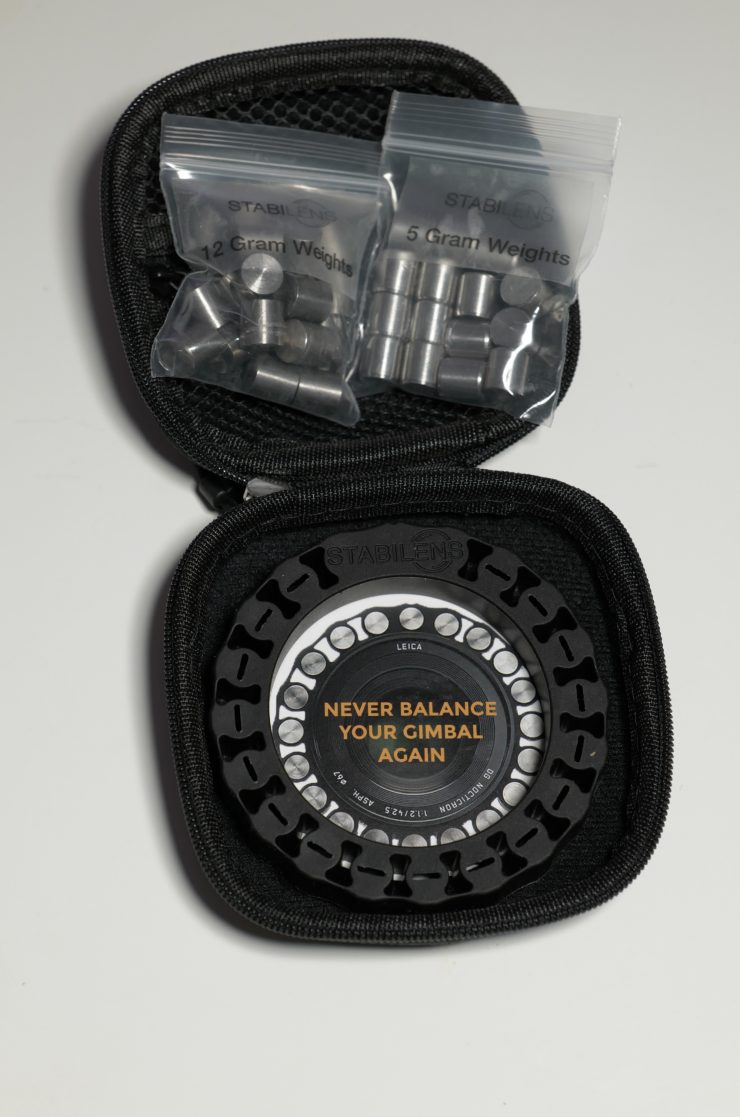 STABILENS
12 Gram Weights
STABILENS
5 Gram Weights
STABILENS
LEICA
NEVER BALANCE
YOUR GIMBAL
AGAIN
DG NOCTICRON 1:1.2/42.5 ASPH. ø67